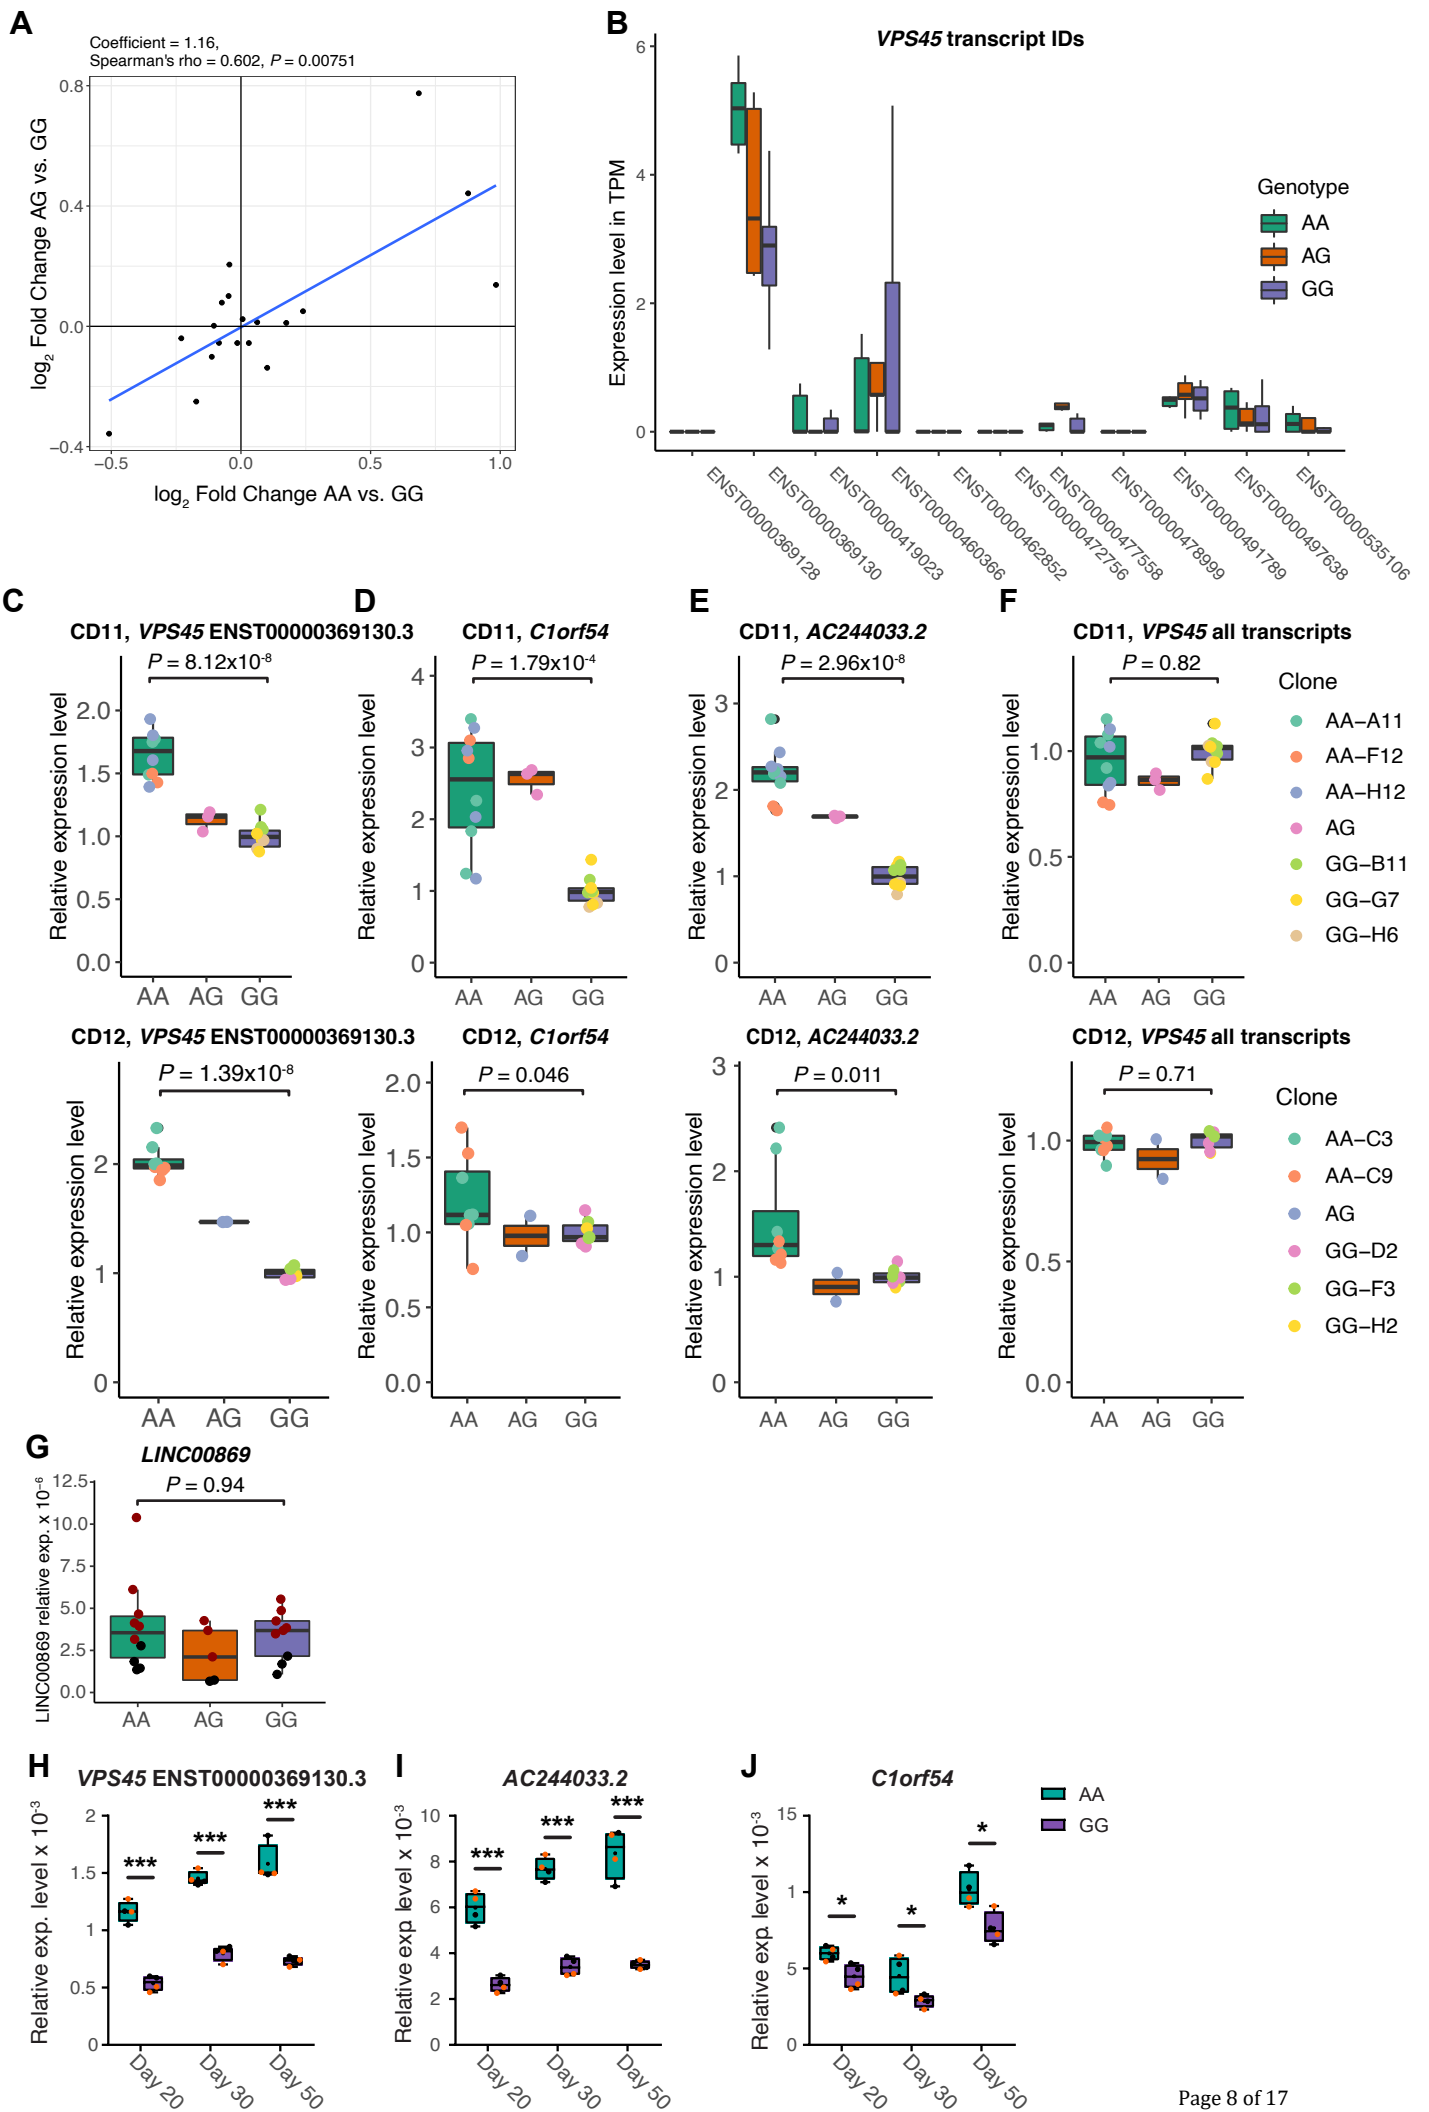 A
Coefficient = 1.16,
Spearman's rho = 0.602, P = 0.00751
log2 Fold Change AG vs. GG
0.8
0.4
0.0
−0.4
−0.5
0.0
0.5
1.0
log2 Fold Change AA vs. GG
B
VPS45 transcript IDs
Expression level in TPM
6
4
2
0
Genotype
AA
AG
GG
ENST00000369128
ENST00000369130
ENST00000419023
ENST00000460366
ENST00000462852
ENST00000472756
ENST00000477558
ENST00000478999
ENST00000491789
ENST00000497638
ENST00000535106
C
CD11, VPS45 ENST00000369130.3
P = 8.12x10-8
Relative expression level
2.0
1.5
1.0
0.5
0.0
AA AG GG
D
CD11, C1orf54
P = 1.79x10-4
Relative expression level
4
3
2
1
0
AA AG GG
E
CD11, AC244033.2
P = 2.96x10-8
Relative expression level
3
2
1
0
AA AG GG
F
CD11, VPS45 all transcripts
P = 0.82
Relative expression level
1.0
0.5
0.0
AA AG GG
Clone
AA−A11
AA−F12
AA−H12
AG
GG−B11
GG−G7
GG−H6
CD12, VPS45 ENST00000369130.3
P = 1.39x10-8
Relative expression level
2
1
0
AA AG GG
CD12, C1orf54
P = 0.046
Relative expression level
2.0
1.5
1.0
0.5
0.0
AA AG GG
CD12, AC244033.2
P = 0.011
Relative expression level
3
2
1
0
AA AG GG
CD12, VPS45 all transcripts
P = 0.71
Relative expression level
1.0
0.5
0.0
AA AG GG
Clone
AA−C3
AA−C9
AG
GG−D2
GG−F3
GG−H2
G
LINC00869
P = 0.94
LINC00869 relative exp. x 10−6
12.5
10.0
7.5
5.0
2.5
0.0
AA AG GG
H
VPS45 ENST00000369130.3
Relative exp. level x 10-3
2
1.5
1
0.5
0
*** *** ***
Day 20
Day 30
Day 50
I
AC244033.2
Relative exp. level x 10-3
10
8
6
4
2
0
*** *** ***
Day 20
Day 30
Day 50
J
C1orf54
Relative exp. level x 10-3
15
1
5
0
* * *
Day 20
Day 30
Day 50
AA
GG
Page 8 of 17